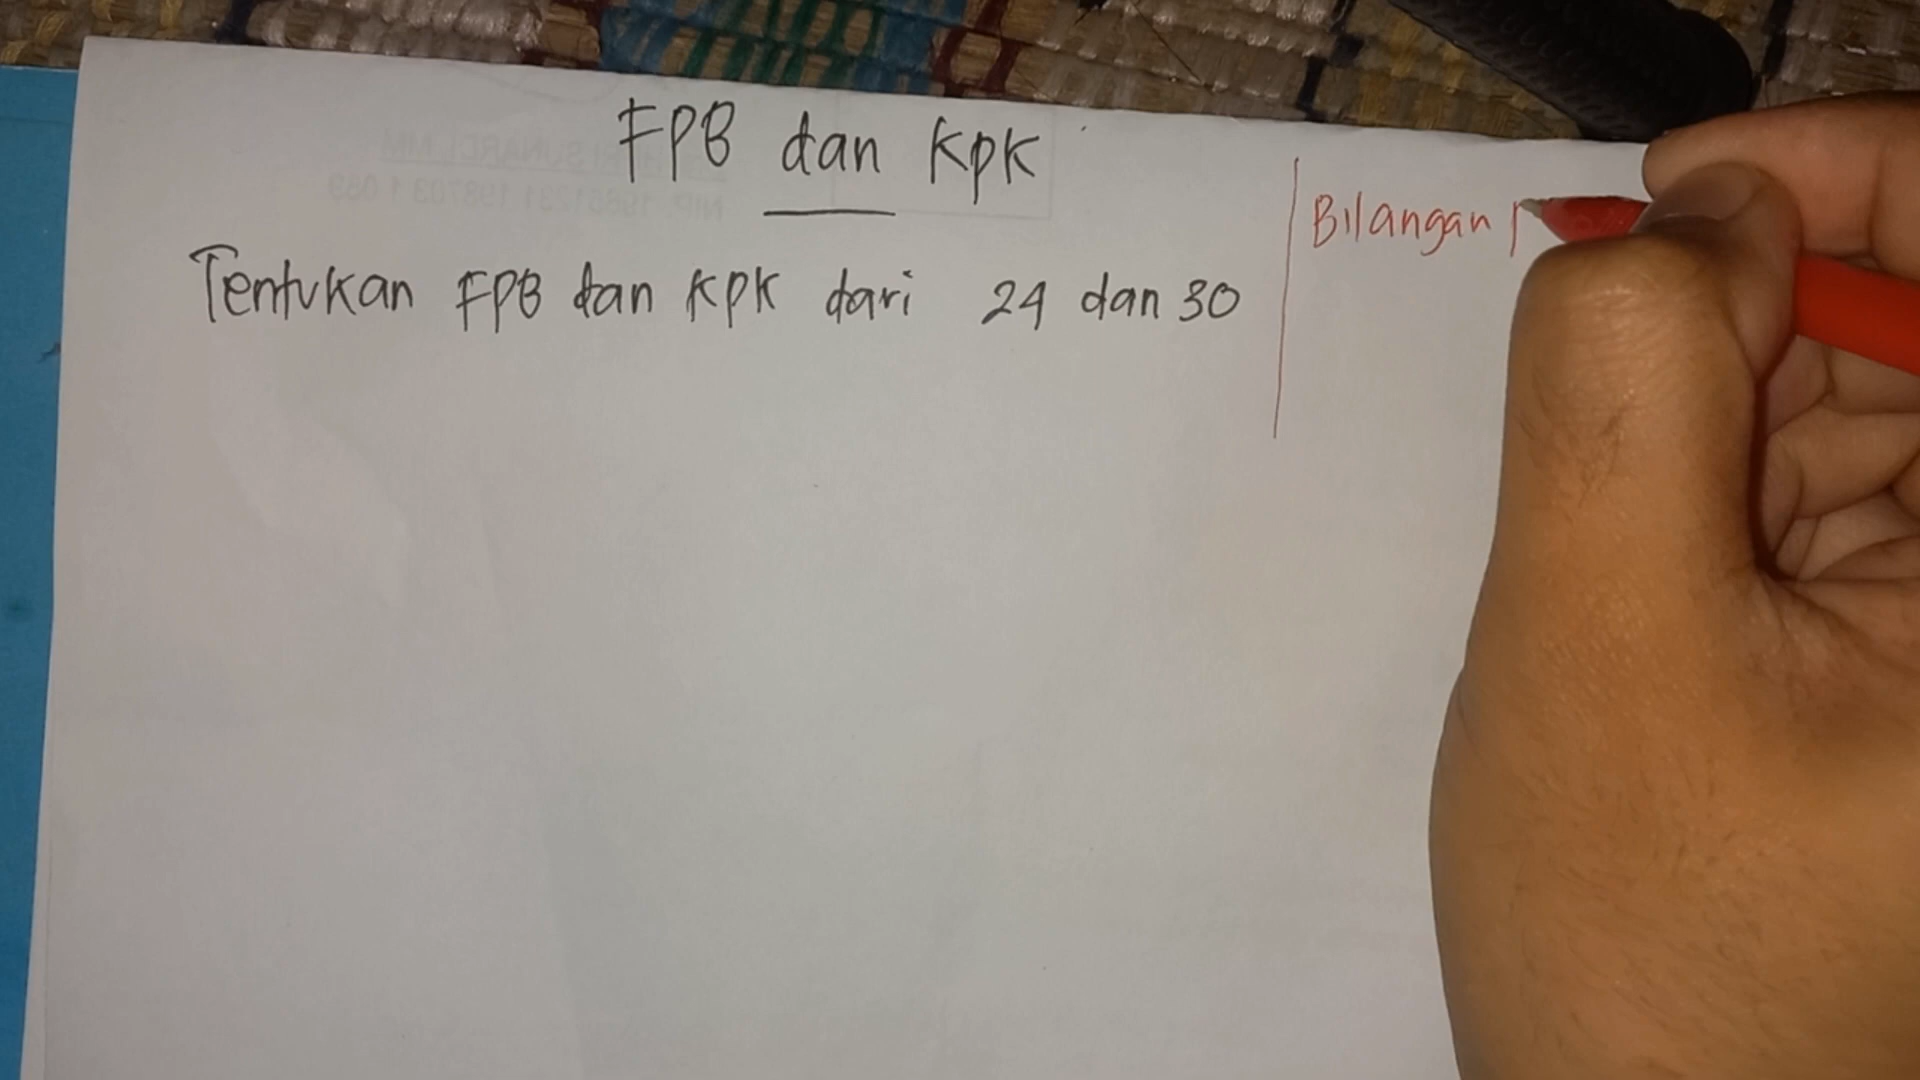 FPB dan KPK
Tentukan FPB dan KPK dari 24 dan 30
Bilangan